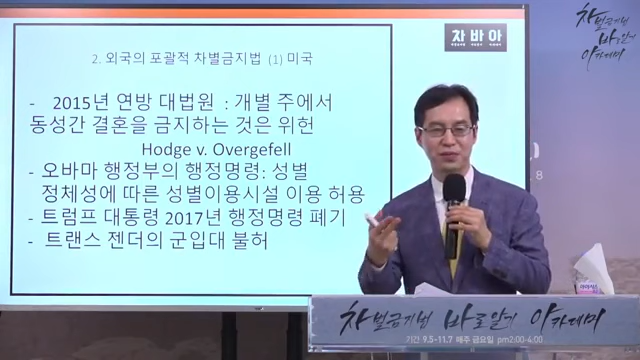 차 바 아
차별금지법 바로알기 아카데미
2. 외국의 포괄적 차별금지법 (1) 미국
- 2015년 연방 대법원 : 개별 주에서
동성간 결혼을 금지하는 것은 위헌
Hodge v. Overgefell
- 오바마 행정부의 행정명령: 성별
정체성에 따른 성별이용시설 이용 허용
- 트럼프 대통령 2017년 행정명령 폐기
- 트랜스 젠더의 군입대 불허
8
차별금지법 바로알기 아카데미
기간 9.5-11.7 매주 금요일 pm2:00-4:00